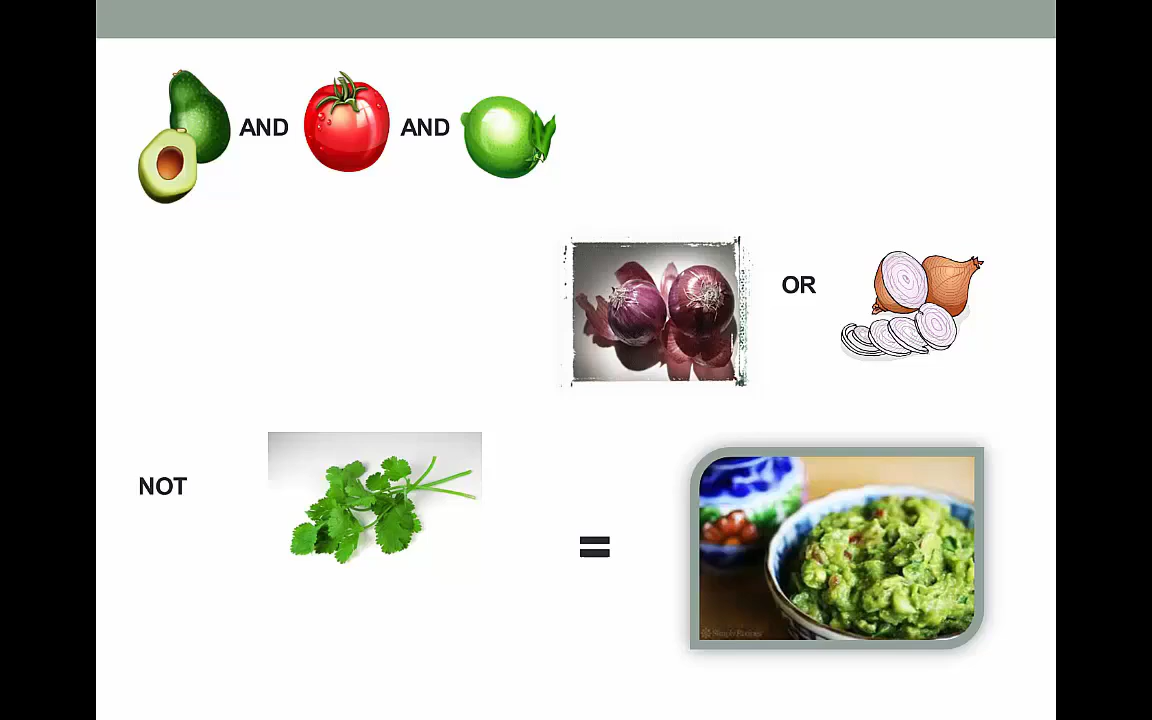 AND AND
OR
NOT
=